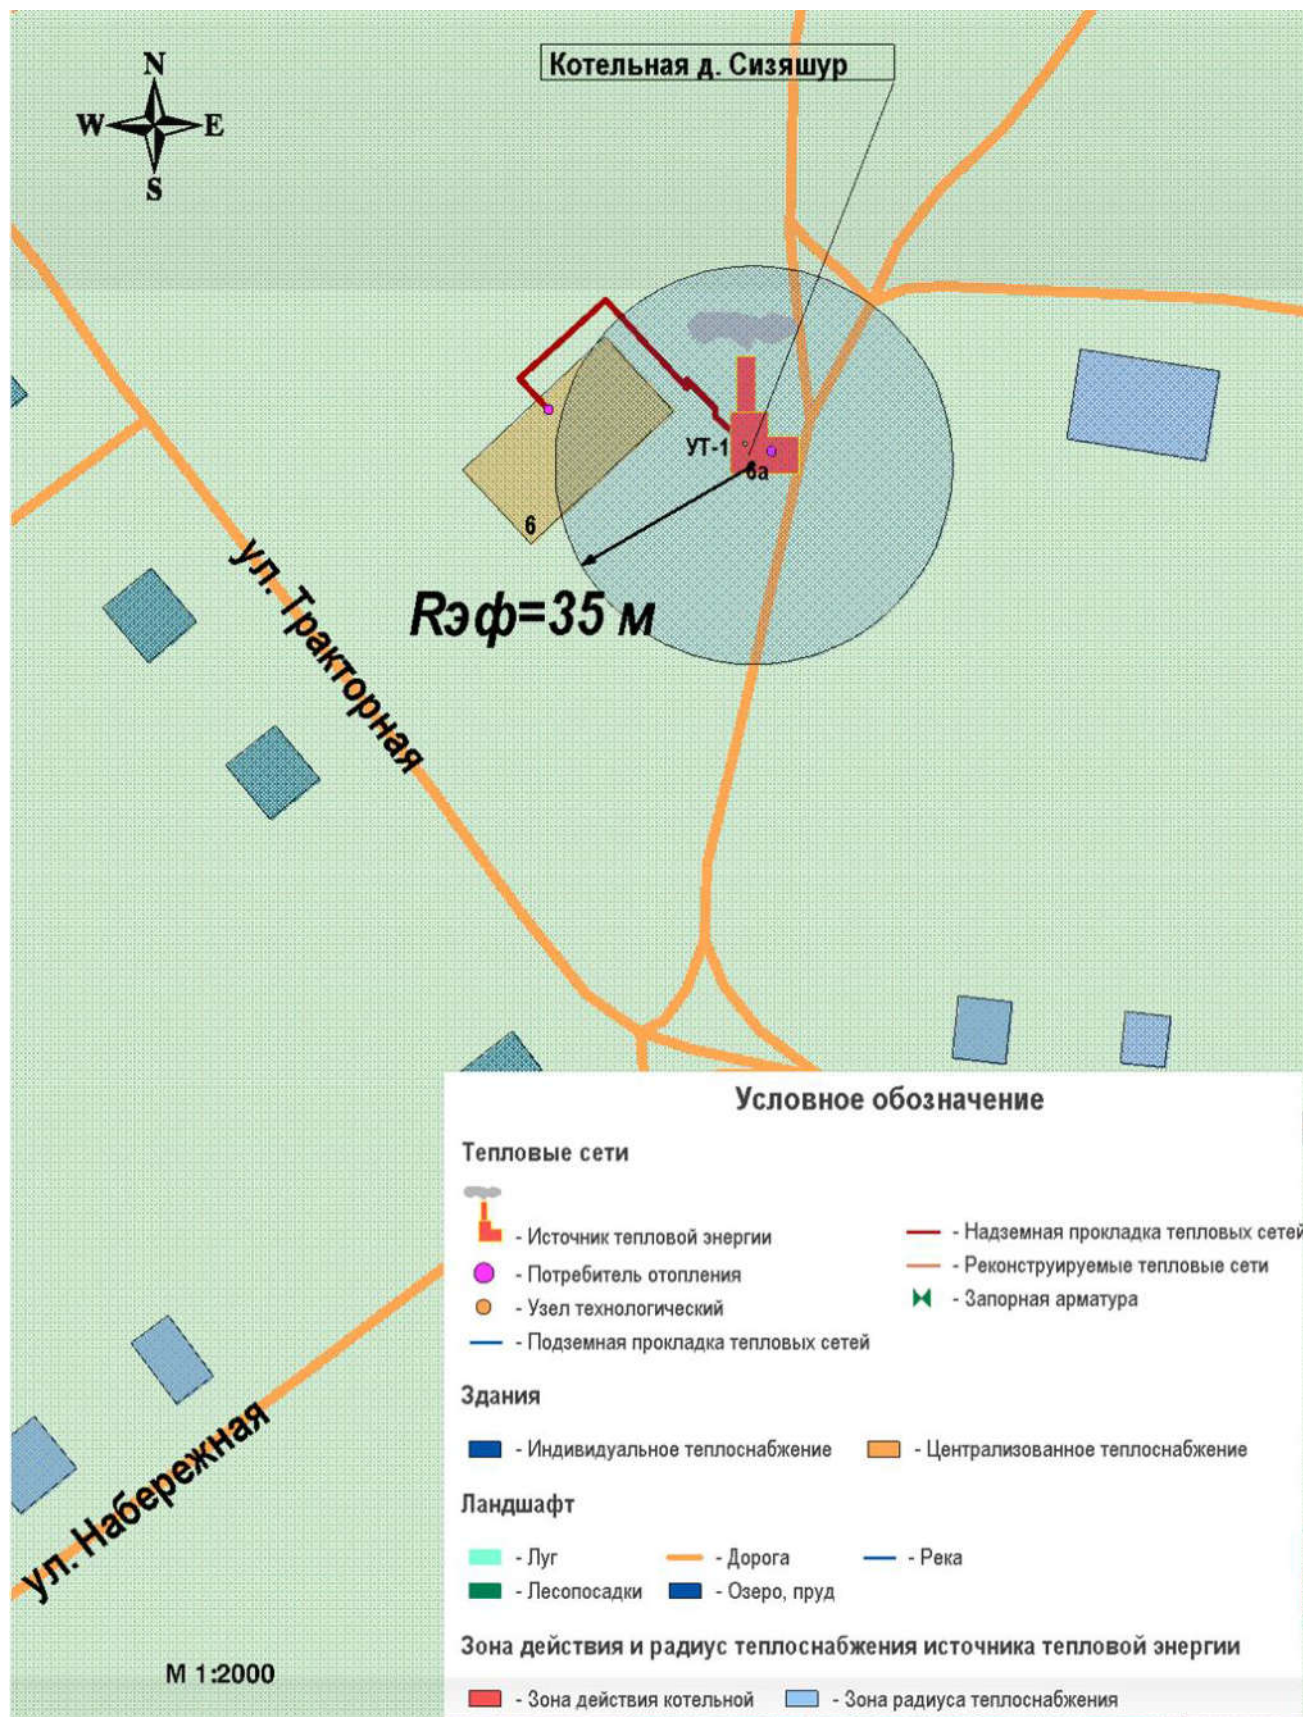 Котельная д. Сизяшур
N
W E
S
УТ-1
6а
6
Rэф=35 м
ул. Тракторная
ул. Набережная
М 1:2000
Условное обозначение
Тепловые сети
- Источник тепловой энергии
- Надземная прокладка тепловых сетей
- Потребитель отопления
- Реконструируемые тепловые сети
- Узел технологический
- Запорная арматура
- Подземная прокладка тепловых сетей
Здания
- Индивидуальное теплоснабжение
- Централизованное теплоснабжение
Ландшафт
- Луг
- Дорога
- Река
- Лесопосадки
- Озеро, пруд
Зона действия и радиус теплоснабжения источника тепловой энергии
- Зона действия котельной
- Зона радиуса теплоснабжения